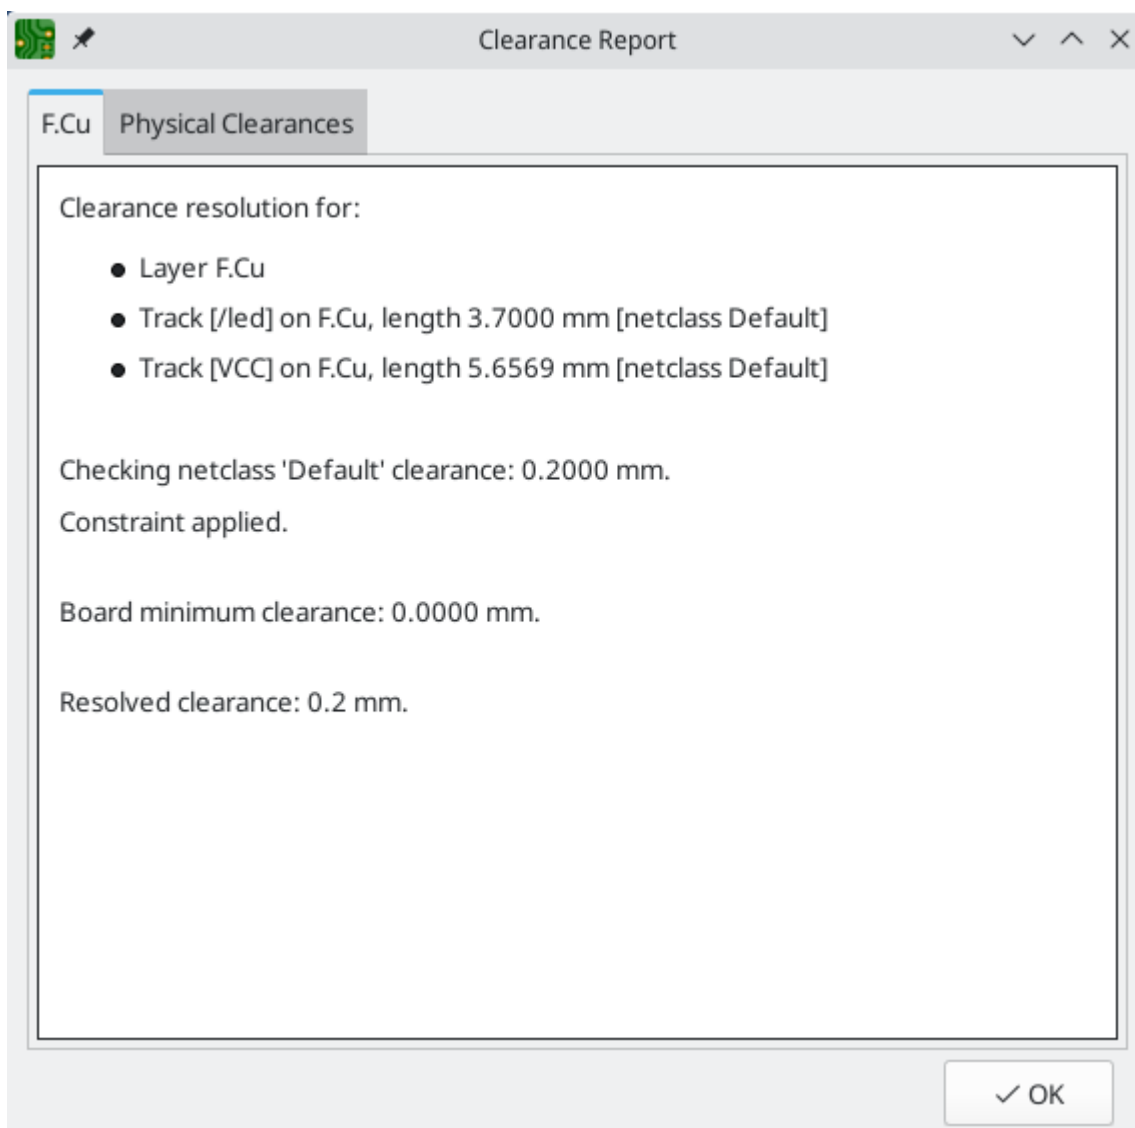 Clearance Report
F.Cu Physical Clearances
Clearance resolution for:
● Layer F.Cu
● Track [/led] on F.Cu, length 3.7000 mm [netclass Default]
● Track [VCC] on F.Cu, length 5.6569 mm [netclass Default]
Checking netclass 'Default' clearance: 0.2000 mm.
Constraint applied.
Board minimum clearance: 0.0000 mm.
Resolved clearance: 0.2 mm.
OK